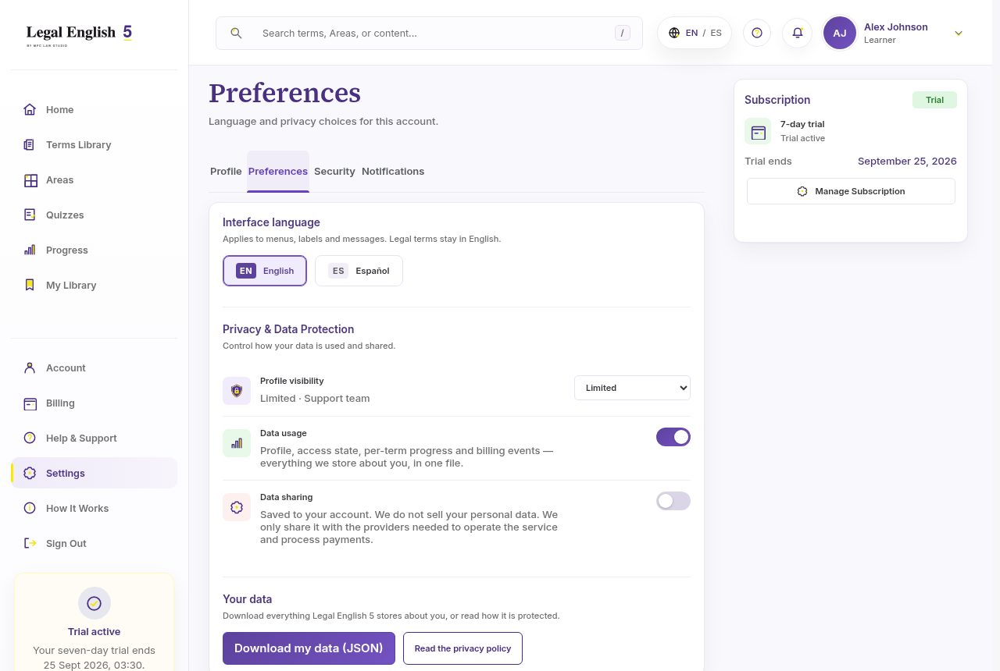 Legal English 5
BY MFC LAW STUDIO
Search terms, Areas, or content...
/
EN / ES
AJ
Alex Johnson
Learner
Home
Terms Library
Areas
Quizzes
Progress
My Library
Account
Billing
Help & Support
Settings
How It Works
Sign Out
Trial active
Your seven-day trial ends
25 Sept 2026, 03:30.
Preferences
Language and privacy choices for this account.
Profile Preferences Security Notifications
Interface language
Applies to menus, labels and messages. Legal terms stay in English.
EN English
ES Español
Privacy & Data Protection
Control how your data is used and shared.
Profile visibility
Limited · Support team
Limited
Data usage
Profile, access state, per-term progress and billing events —
everything we store about you, in one file.
Data sharing
Saved to your account. We do not sell your personal data. We
only share it with the providers needed to operate the service
and process payments.
Your data
Download everything Legal English 5 stores about you, or read how it is protected.
Download my data (JSON)
Read the privacy policy
Subscription
Trial
7-day trial
Trial active
Trial ends September 25, 2026
Manage Subscription